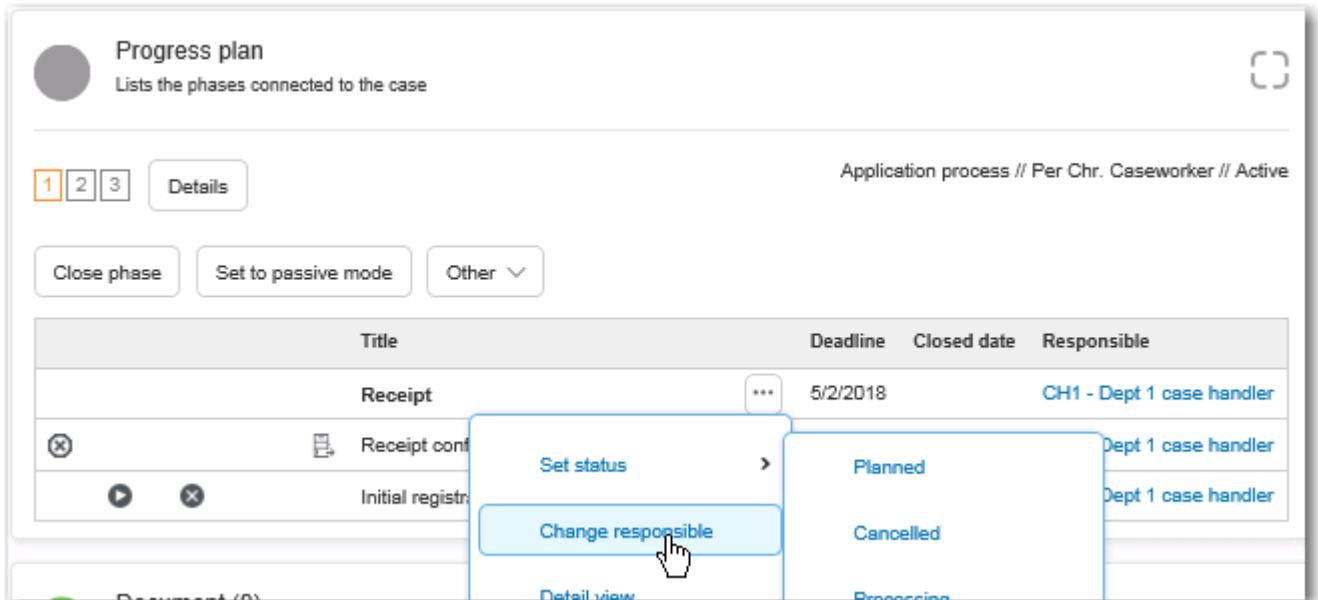 Progress plan
Lists the phases connected to the case
1 2 3 Details
Application process // Per Chr. Caseworker // Active
Close phase Set to passive mode Other
Title Deadline Closed date Responsible
Receipt ... 5/2/2018 CH1 - Dept 1 case handler
Receipt conf Dept 1 case handler
Initial registr Dept 1 case handler
Set status
Change responsible
Detail view
Planned
Cancelled
Processing
Document (0)